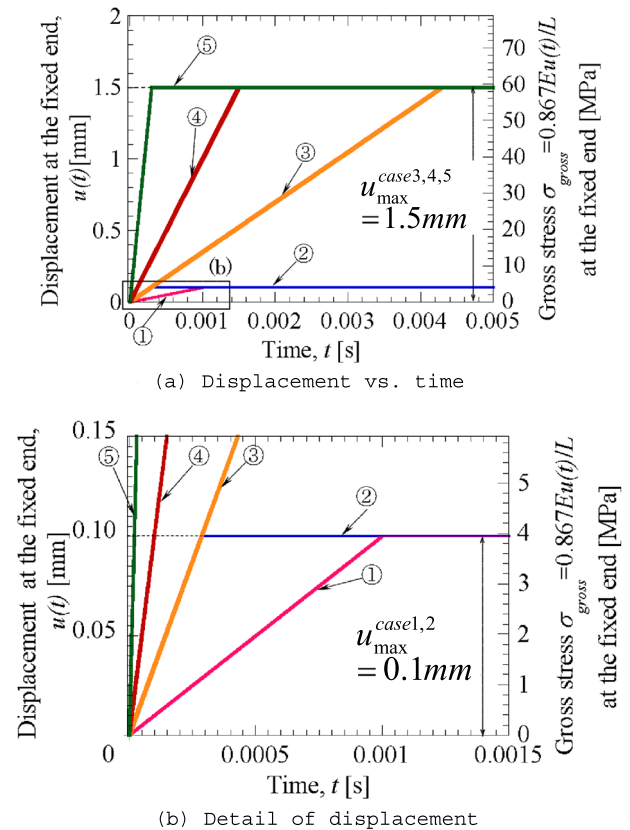 Displacement at the fixed end,
u(t) [mm]
2
1.5
1
0.5
0
⑤
④
③
②
①
(b)
u_max^case3,4,5
=1.5mm
70
60
50
40
30
20
10
0
Gross stress σ_gross=0.867Eu(t)/L
at the fixed end [MPa]
0 0.001 0.002 0.003 0.004 0.005
Time, t [s]
(a) Displacement vs. time
Displacement at the fixed end,
u(t) [mm]
0.15
0.10
0.05
0
⑤
④
③
②
①
u_max^case1,2
=0.1mm
5
4
3
2
1
0
Gross stress σ_gross=0.867Eu(t)/L
at the fixed end [MPa]
0.0005 0.001 0.0015
Time, t [s]
(b) Detail of displacement